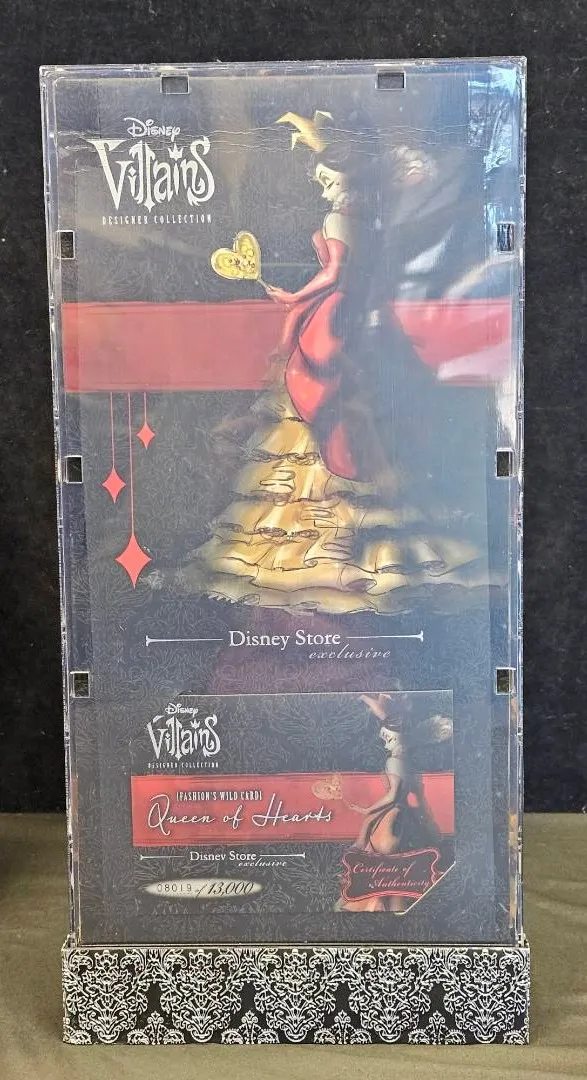 Disney
Villains
DESIGNER COLLECTION
Disney Store
exclusive
Disney
Villains
DESIGNER COLLECTION
{FASHION'S WILD CARD}
Queen of Hearts
Disney Store
exclusive
08019 of 13,000
Certificate of
Authenticity